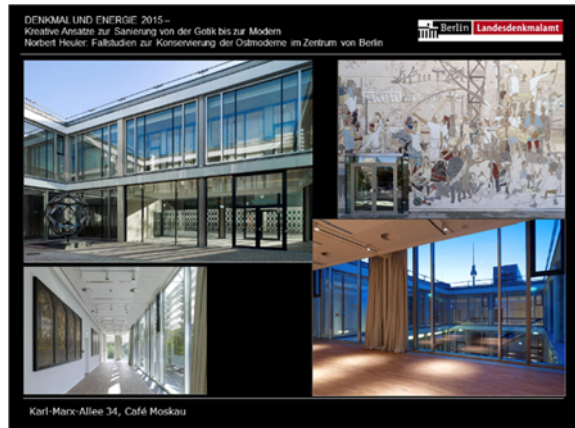 DENKMAL UND ENERGIE 2015 –
Kreative Ansätze zur Sanierung von der Gotik bis zur Modern
Norbert Heuler: Fallstudien zur Konservierung der Ostmoderne im Zentrum von Berlin
Berlin Landesdenkmalamt
Karl-Marx-Allee 34, Café Moskau